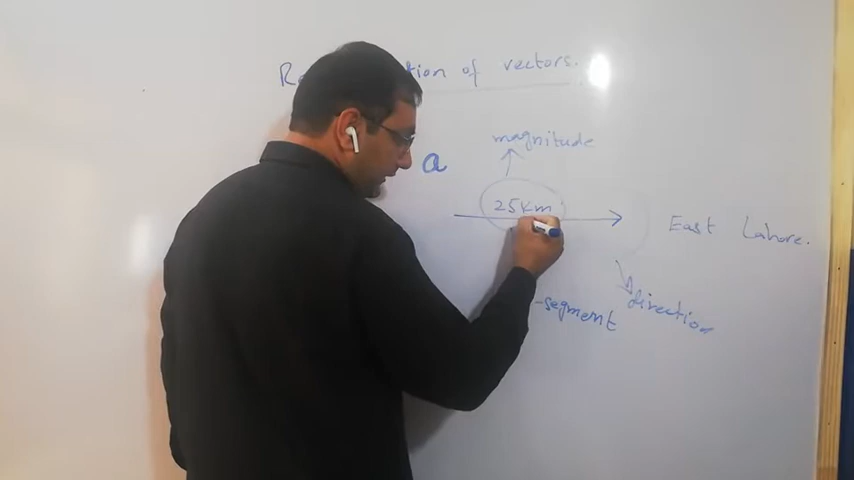 tion of vectors.
magnitude
a
25km
East Lahore.
-segment
direction